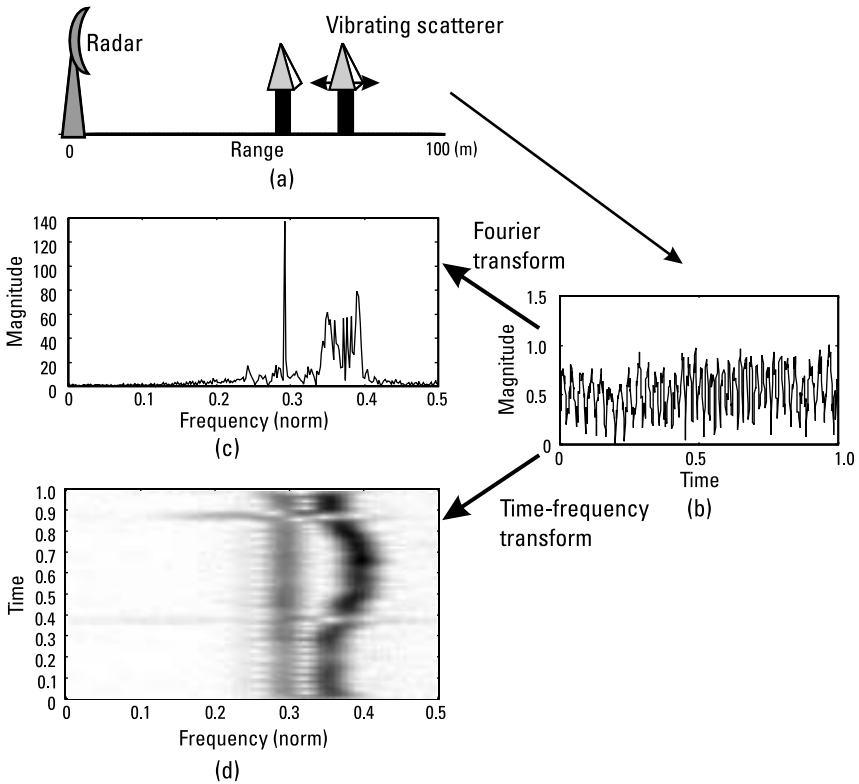 Radar
Vibrating scatterer
0
Range
100 (m)
(a)
140
120
100
80
60
40
20
0
Magnitude
0
0.1
0.2
0.3
0.4
0.5
Frequency (norm)
(c)
Fourier
transform
1.5
1.0
0.5
0
Magnitude
0
0.5
1.0
Time
(b)
Time-frequency
transform
1.0
0.9
0.8
0.7
0.6
0.5
0.4
0.3
0.2
0.1
0
Time
0
0.1
0.2
0.3
0.4
0.5
Frequency (norm)
(d)